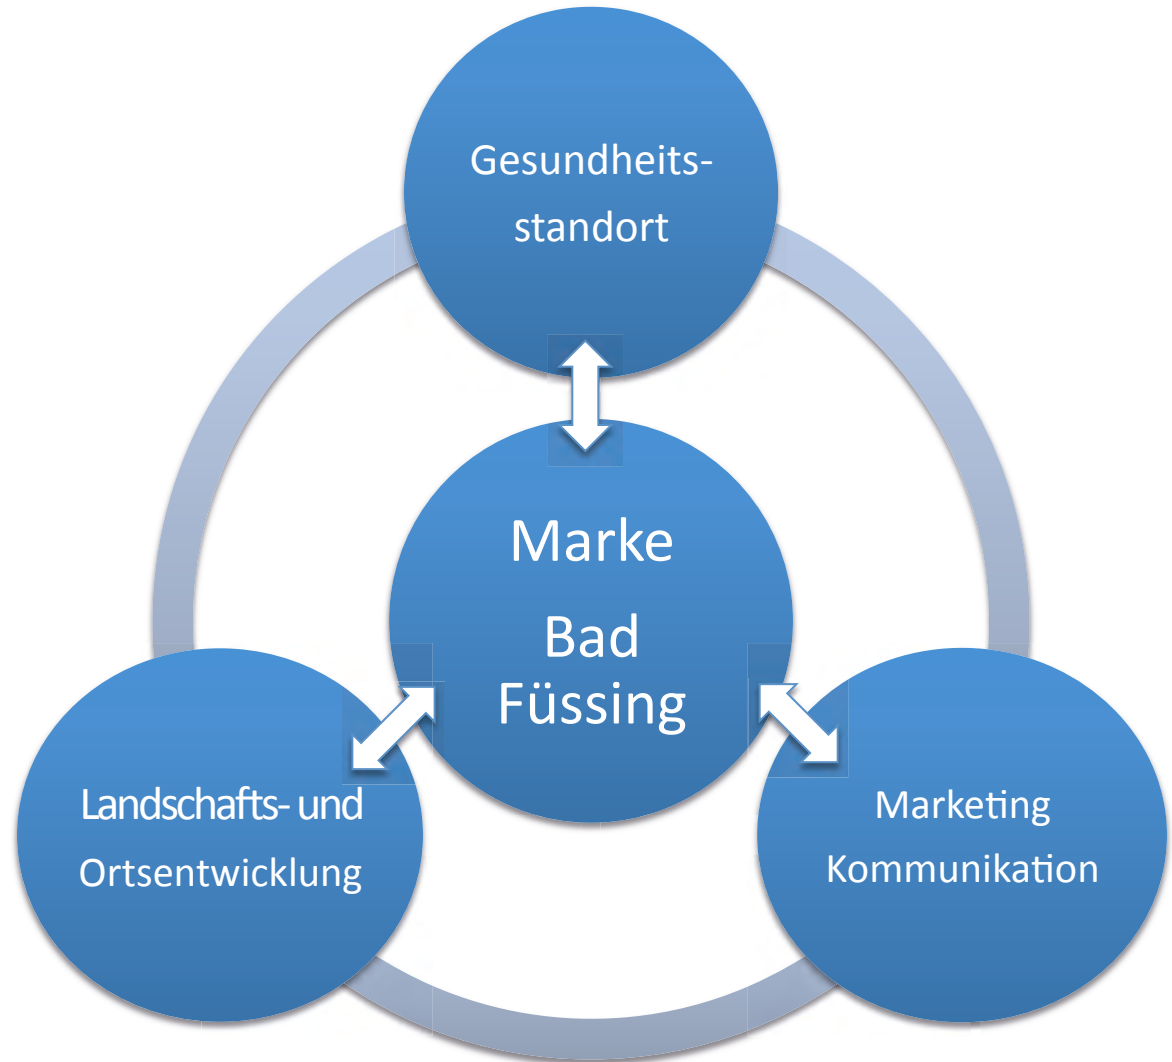 Gesundheits-
standort
Marke
Bad
Füssing
Landschafts- und
Ortsentwicklung
Marketing
Kommunikation